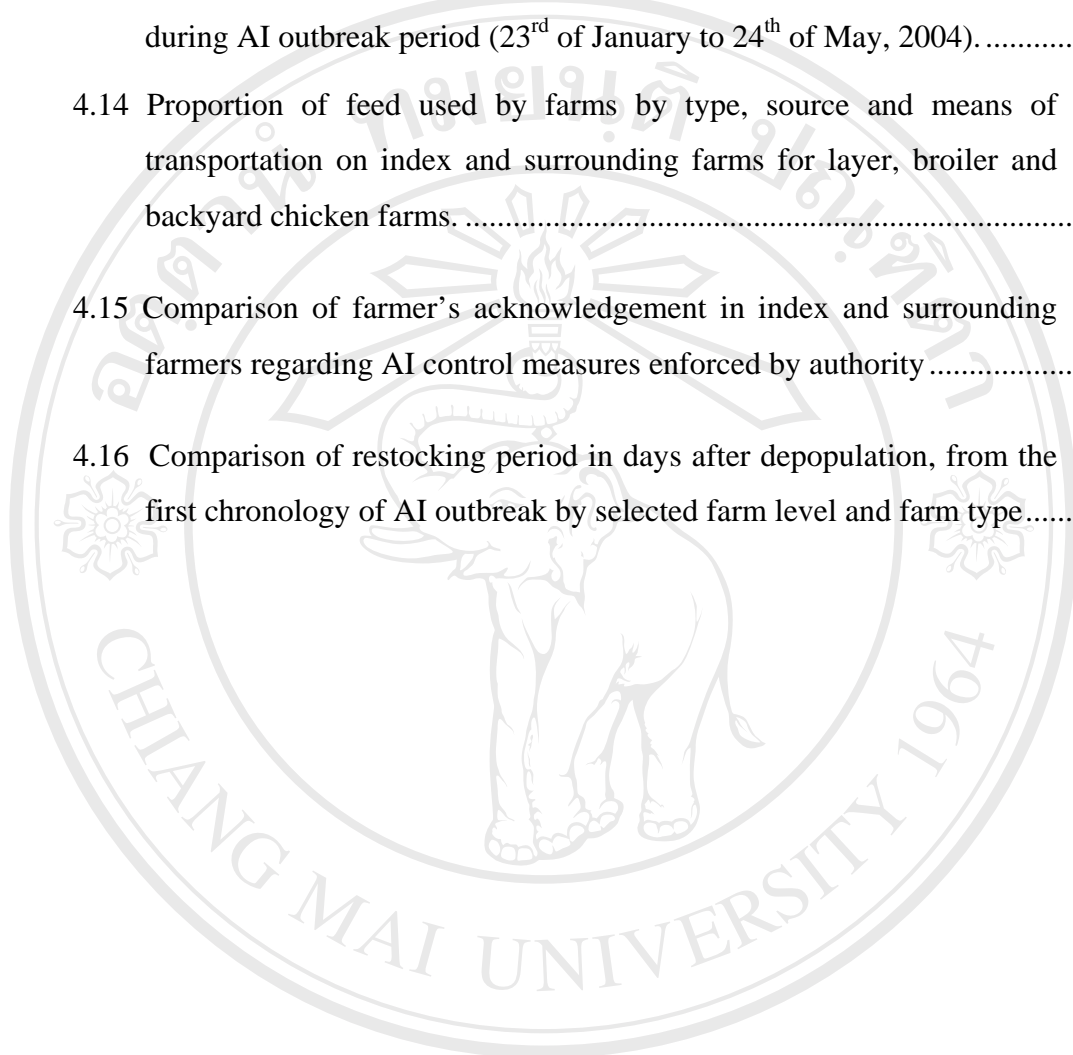 during AI outbreak period (23rd of January to 24th of May, 2004). ...........
4.14 Proportion of feed used by farms by type, source and means of
transportation on index and surrounding farms for layer, broiler and
backyard chicken farms. ........................................................................
4.15 Comparison of farmer’s acknowledgement in index and surrounding
farmers regarding AI control measures enforced by authority .................
4.16 Comparison of restocking period in days after depopulation, from the
first chronology of AI outbreak by selected farm level and farm type......
CHIANG MAI UNIVERSITY 1964